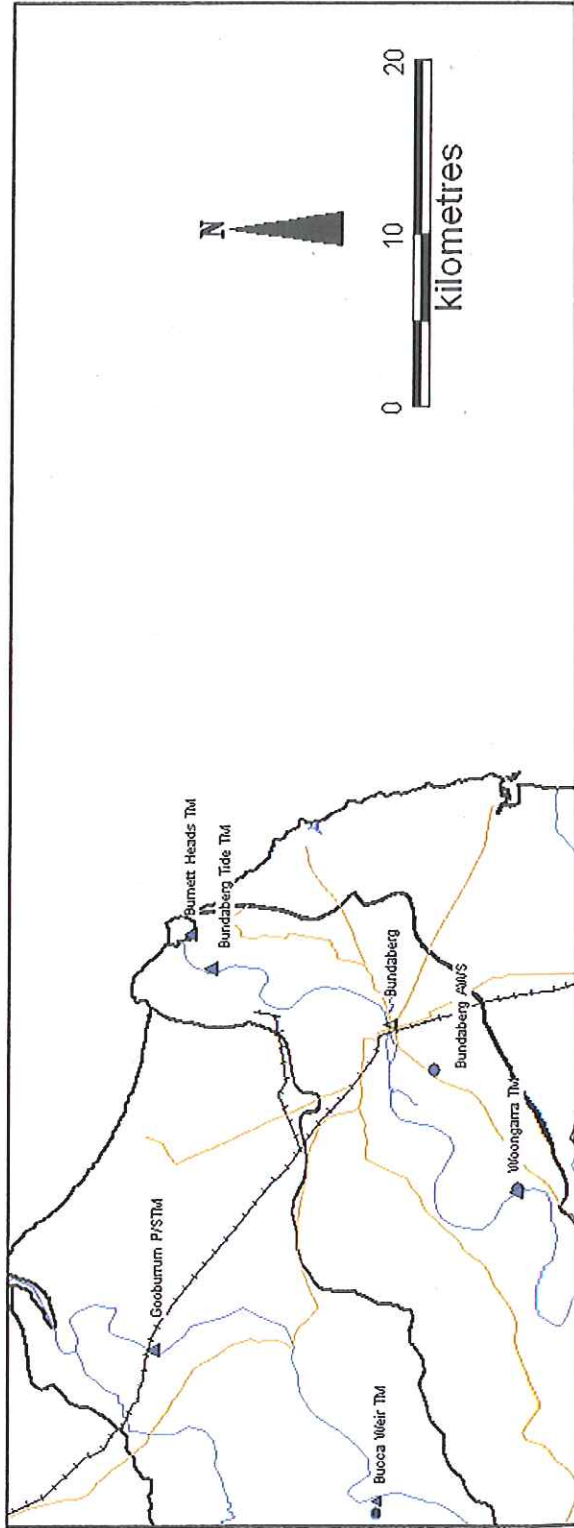 Burnett Heads TM
Bundaberg Tide TM
Gooburrum P/STM
Bundaberg
Bundaberg AWS
Woongarra TM
Bucca Weir TM
N
0 10 20
kilometres